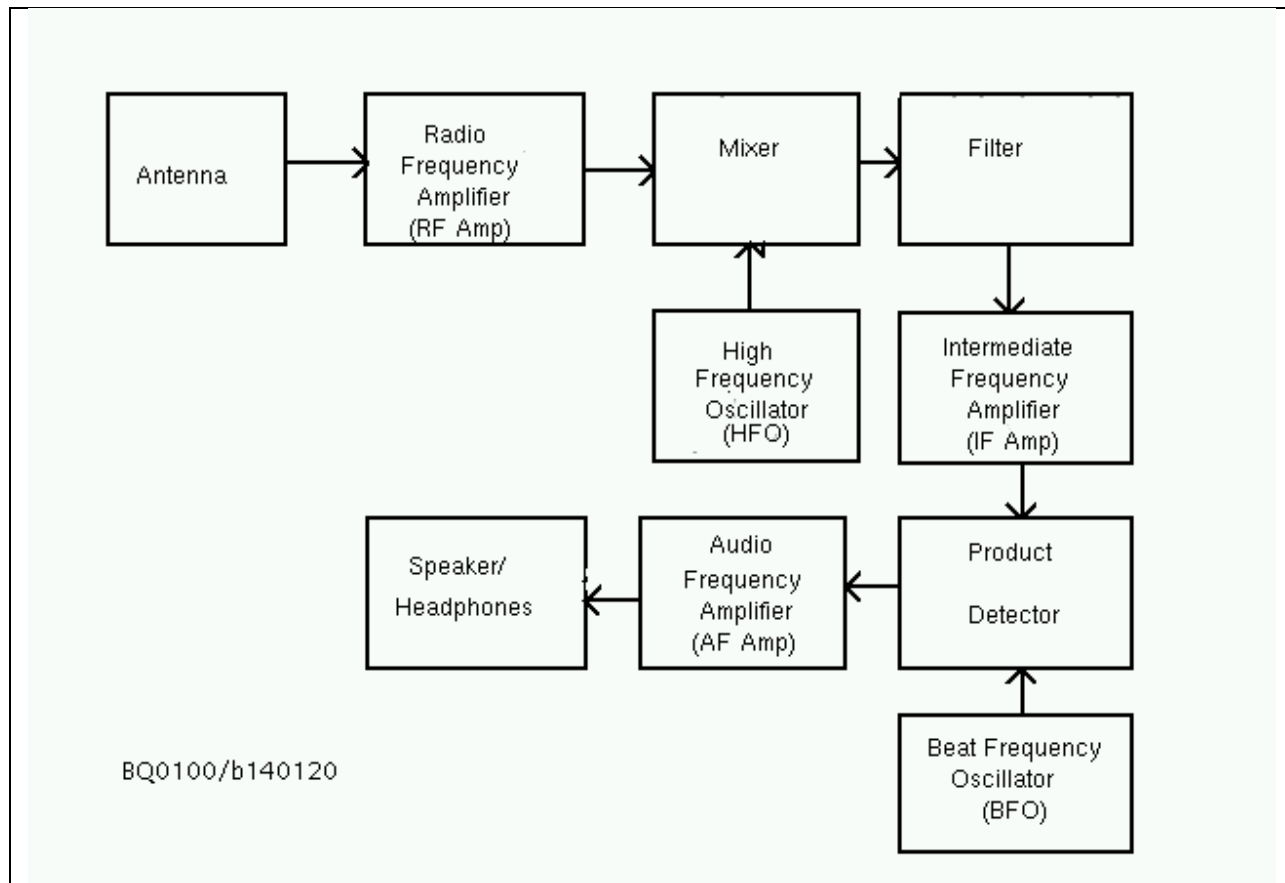 Antenna
Radio
Frequency
Amplifier
(RF Amp)
Mixer
Filter
High
Frequency
Oscillator
(HFO)
Intermediate
Frequency
Amplifier
(IF Amp)
Speaker/
Headphones
Audio
Frequency
Amplifier
(AF Amp)
Product
Detector
Beat Frequency
Oscillator
(BFO)
BQ0100/b140120